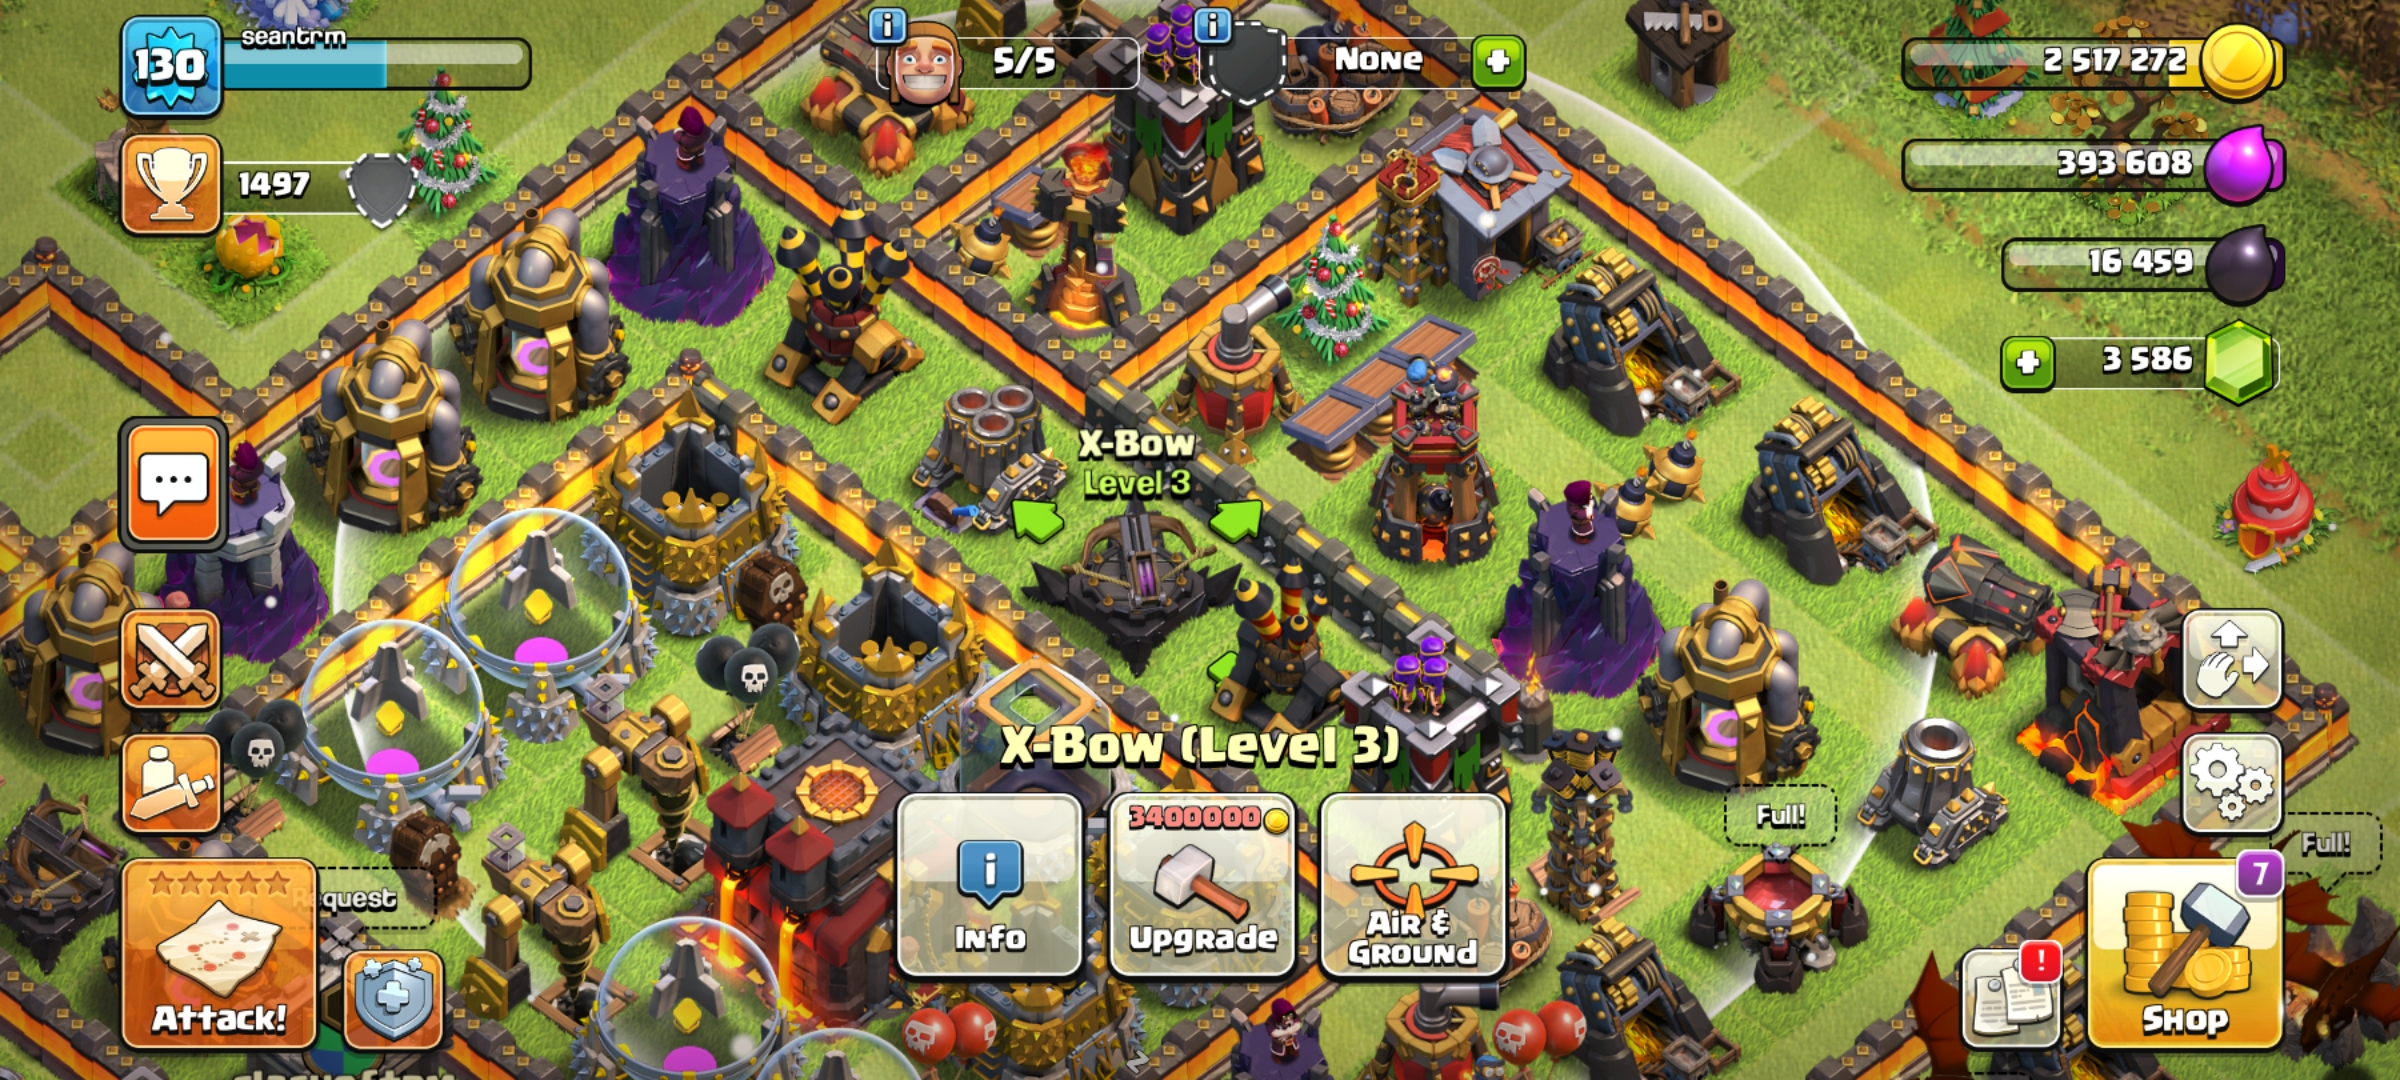 seantrm
130
5/5
None
2 517 272
1497
393 608
16 459
3 586
X-Bow
Level 3
X-Bow (Level 3)
3400000
Info
Upgrade
Air &
Ground
Full!
Full!
Request
Attack!
7
!
Shop